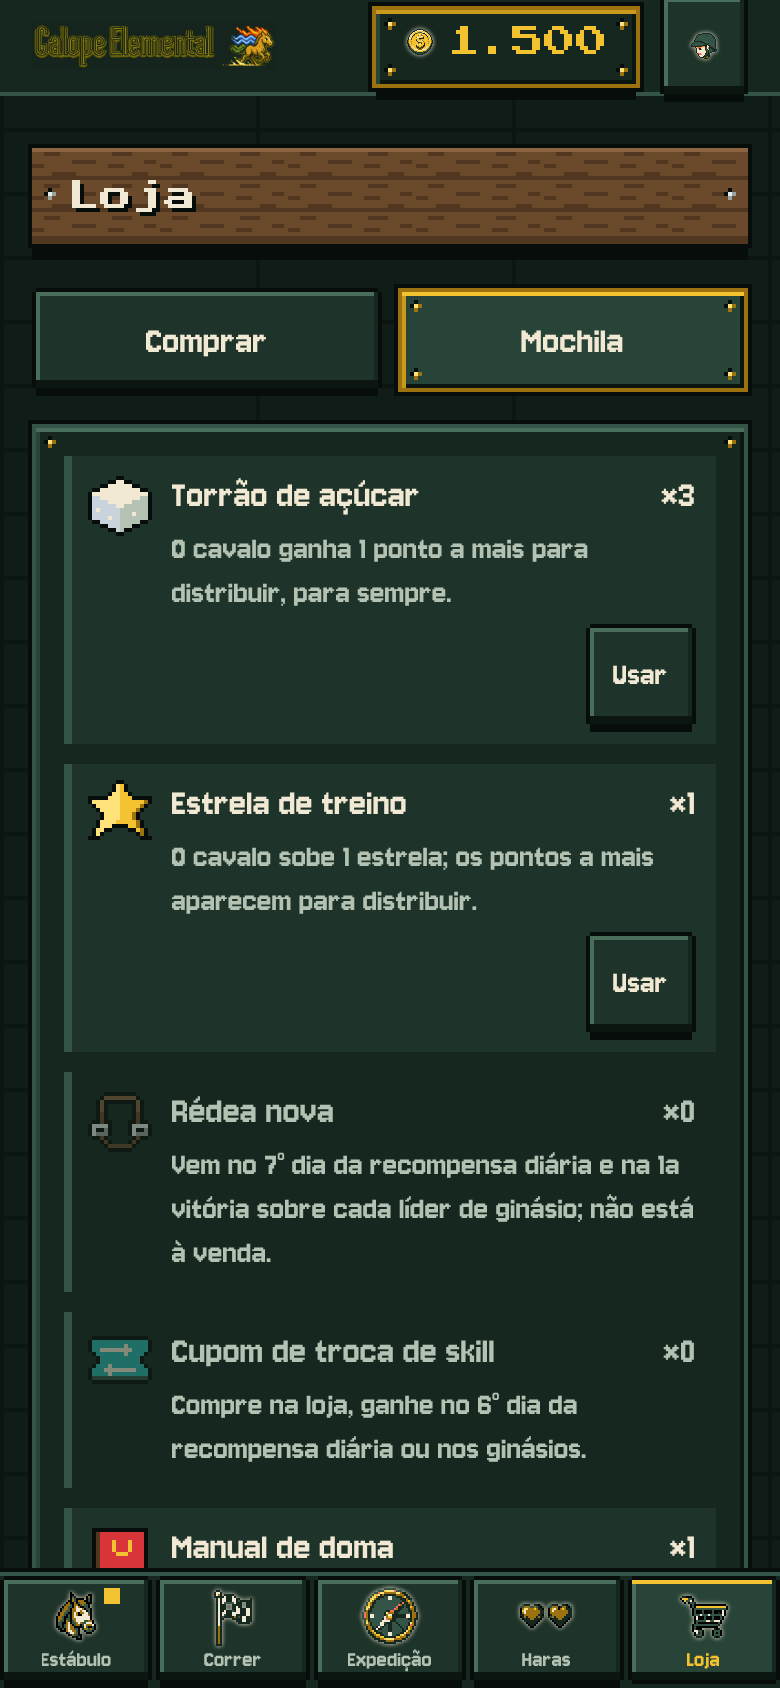 Galope Elemental
1.500
Loja
Comprar
Mochila
Torrão de açúcar
×3
O cavalo ganha 1 ponto a mais para
distribuir, para sempre.
Usar
Estrela de treino
×1
O cavalo sobe 1 estrela; os pontos a mais
aparecem para distribuir.
Usar
Rédea nova
×0
Vem no 7° dia da recompensa diária e na 1a
vitória sobre cada líder de ginásio; não está
à venda.
Cupom de troca de skill
×0
Compre na loja, ganhe no 6° dia da
recompensa diária ou nos ginásios.
Manual de doma
×1
Estábulo
Correr
Expedição
Haras
Loja